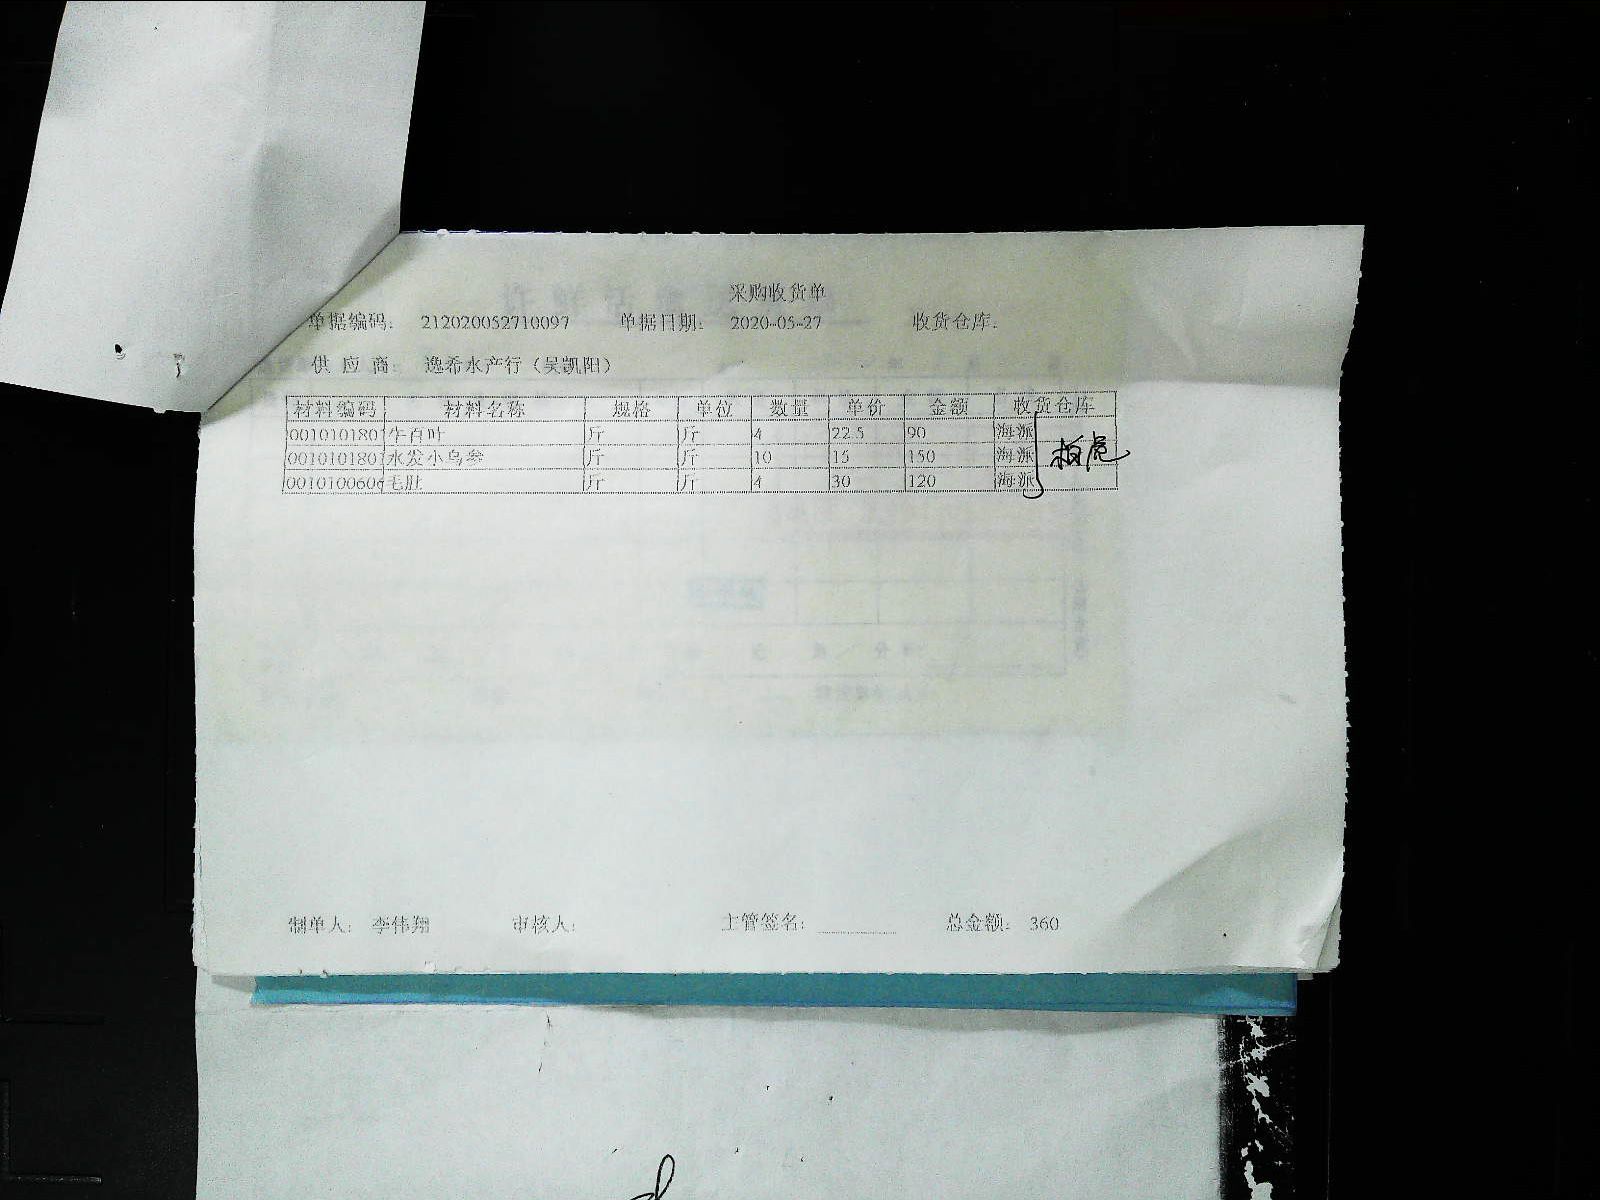 采购收货单
单据编码: 212020052710097 单据日期: 2020-05-27 收货仓库:
供 应 商: 逸希水产行（吴凯阳）
材料编码 材料名称 规格 单位 数量 单价 金额 收货仓库
001010180 牛百叶 斤 斤 4 22.5 90 海派
001010180 水发小乌参 斤 斤 10 15 150 海派
0010100606 毛肚 斤 斤 4 30 120 海派
制单人: 李伟翔 审核人: 主管签名: 总金额: 360